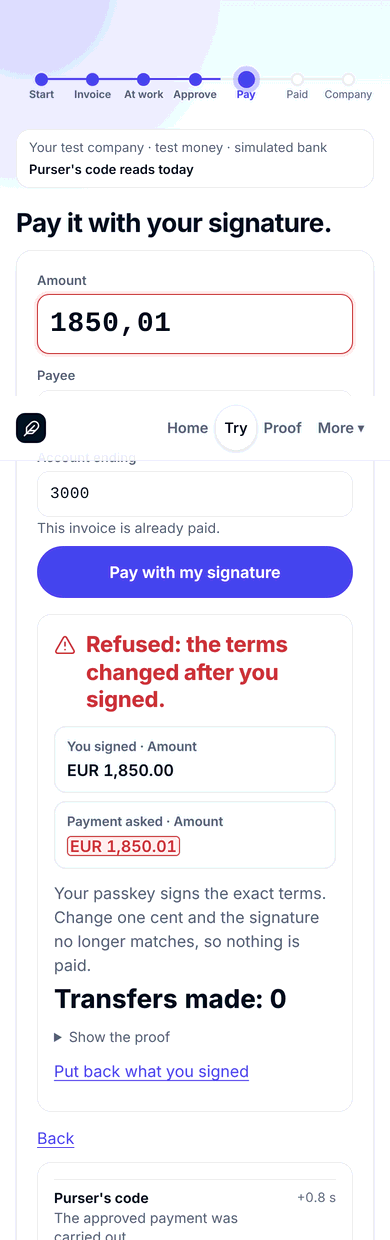 Start Invoice At work Approve Pay Paid Company
Your test company · test money · simulated bank
Purser's code reads today
Pay it with your signature.
Amount
1850,01
Payee
Home Try Proof More ▾
Account ending
3000
This invoice is already paid.
Pay with my signature
Refused: the terms
changed after you
signed.
You signed · Amount
EUR 1,850.00
Payment asked · Amount
EUR 1,850.01
Your passkey signs the exact terms.
Change one cent and the signature
no longer matches, so nothing is
paid.
Transfers made: 0
▶ Show the proof
Put back what you signed
Back
Purser's code +0.8 s
The approved payment was
carried out